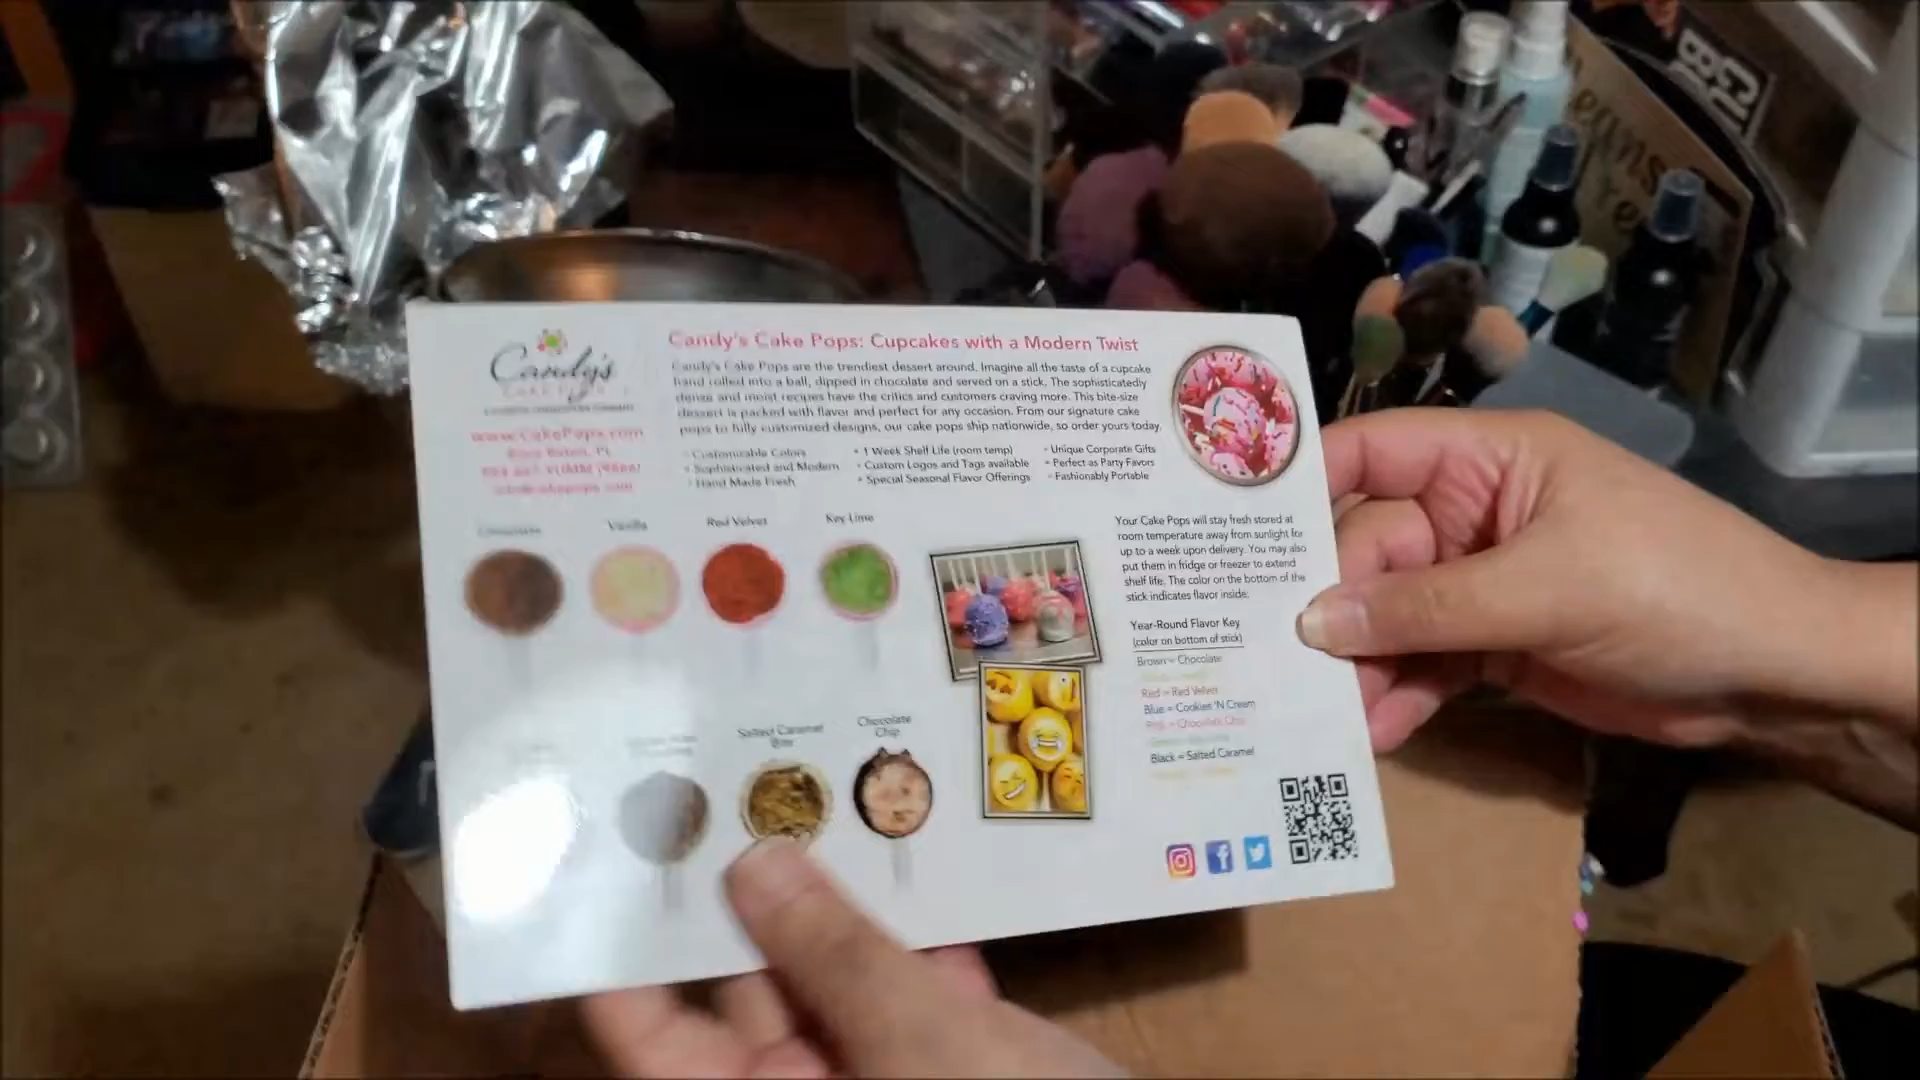 Candy's
CAKE POPS
www.CakePops.com
Boca Raton, FL
Candy's Cake Pops: Cupcakes with a Modern Twist
Candy's Cake Pops are the trendiest dessert around. Imagine all the taste of a cupcake
hand rolled into a ball, dipped in chocolate and served on a stick. The sophisticatedly
dense and moist recipes have the critics and customers craving more. This bite-size
dessert is packed with flavor and perfect for any occasion. From our signature cake
pops to fully customized designs, our cake pops ship nationwide, so order yours today.
• Customizable Colors
• Sophisticated and Modern
• Hand Made Fresh
• 1 Week Shelf Life (room temp)
• Custom Logos and Tags available
• Special Seasonal Flavor Offerings
• Unique Corporate Gifts
• Perfect as Party Favors
• Fashionably Portable
Chocolate
Vanilla
Red Velvet
Key Lime
Salted Caramel
Chocolate
Chip
Your Cake Pops will stay fresh stored at
room temperature away from sunlight for
up to a week upon delivery. You may also
put them in fridge or freezer to extend
shelf life. The color on the bottom of the
stick indicates flavor inside.
Year-Round Flavor Key
(color on bottom of stick)
Brown = Chocolate
Red = Red Velvet
Blue = Cookies 'N Cream
Pink = Chocolate Chip
Black = Salted Caramel